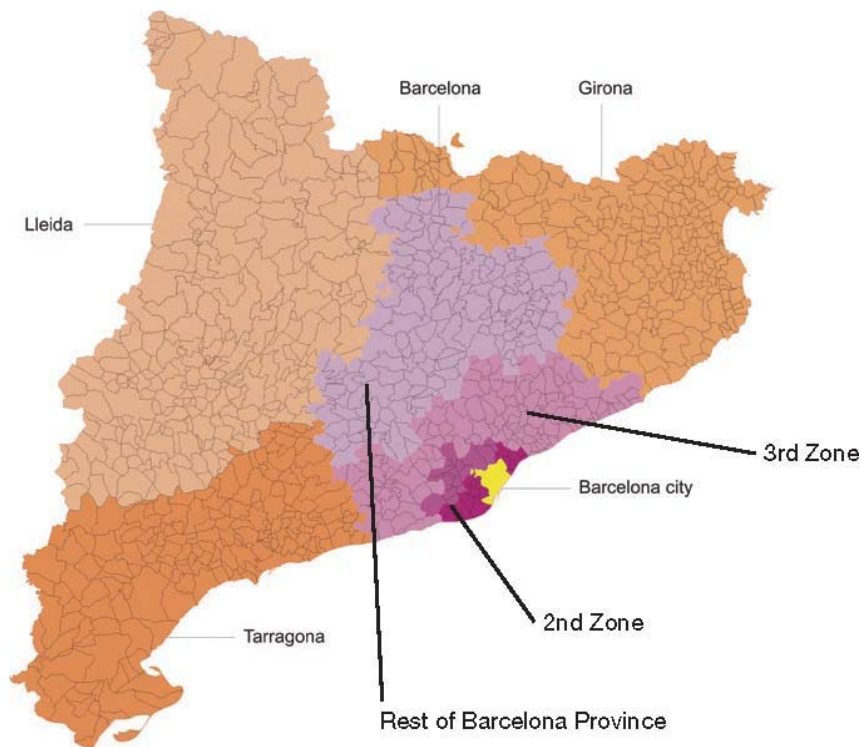 Barcelona
Girona
Lleida
3rd Zone
Barcelona city
2nd Zone
Tarragona
Rest of Barcelona Province